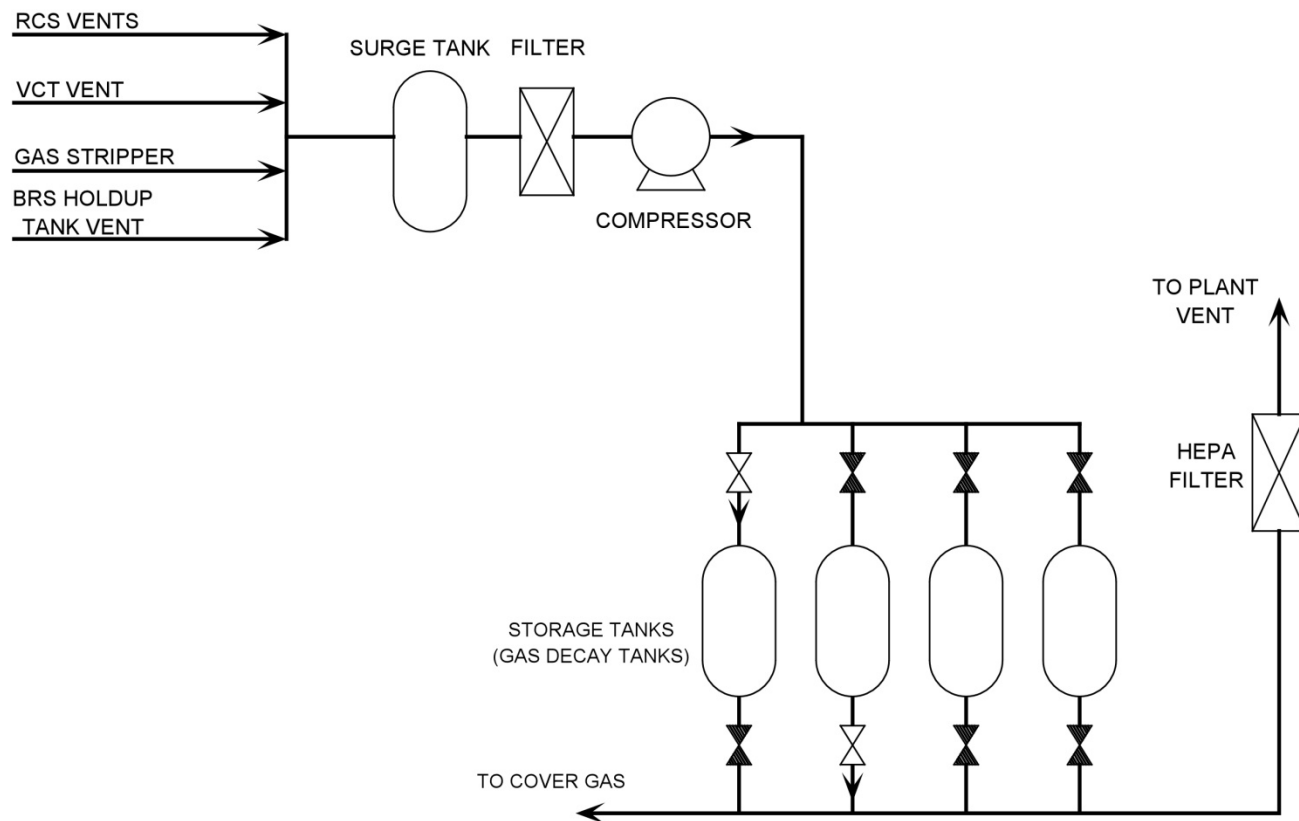 RCS VENTS
VCT VENT
GAS STRIPPER
BRS HOLDUP
TANK VENT
SURGE TANK
FILTER
COMPRESSOR
TO PLANT
VENT
HEPA
FILTER
STORAGE TANKS
(GAS DECAY TANKS)
TO COVER GAS